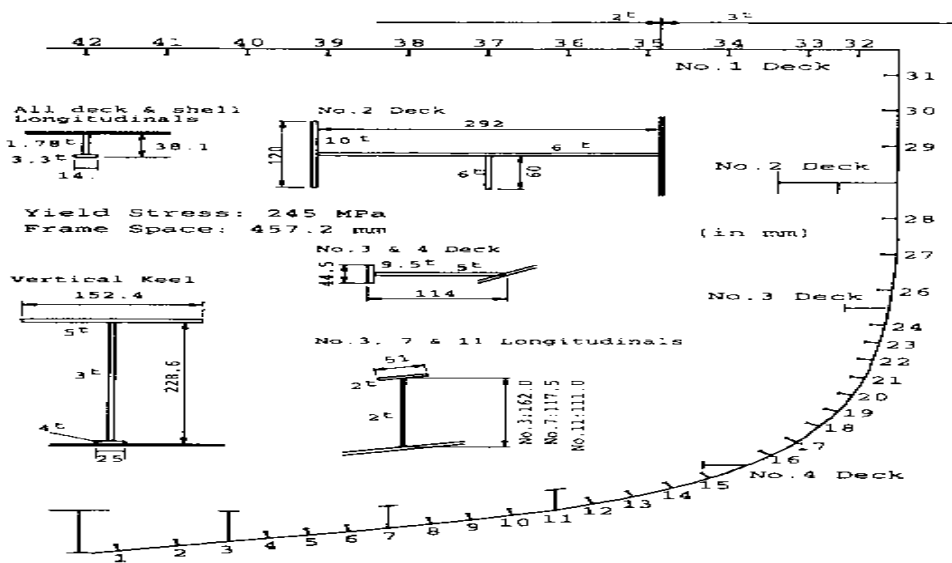 2t 3t
42 41 40 39 38 37 36 35 34 33 32
No.1 Deck
31
30
29
28
27
26
24
23
22
21
20
19
18
17
16
15
14
13
12
11
10
9
8
7
6
5
4
3
2
1
All deck & shell
Longitudinals
1.78t
38.1
3.3t
14.
No.2 Deck
292
10t
6t
120
6t
60
No.2 Deck
Yield Stress: 245 MPa
Frame Space: 457.2 mm
(in mm)
No.3 & 4 Deck
44.5
9.5t
5t
114
Vertical Keel
152.4
5t
3t
228.6
4t
25
No.3 Deck
No.3, 7 & 11 Longitudinals
51
2t
2t
No.3:162.0
No.7:117.5
No.11:111.0
No.4 Deck